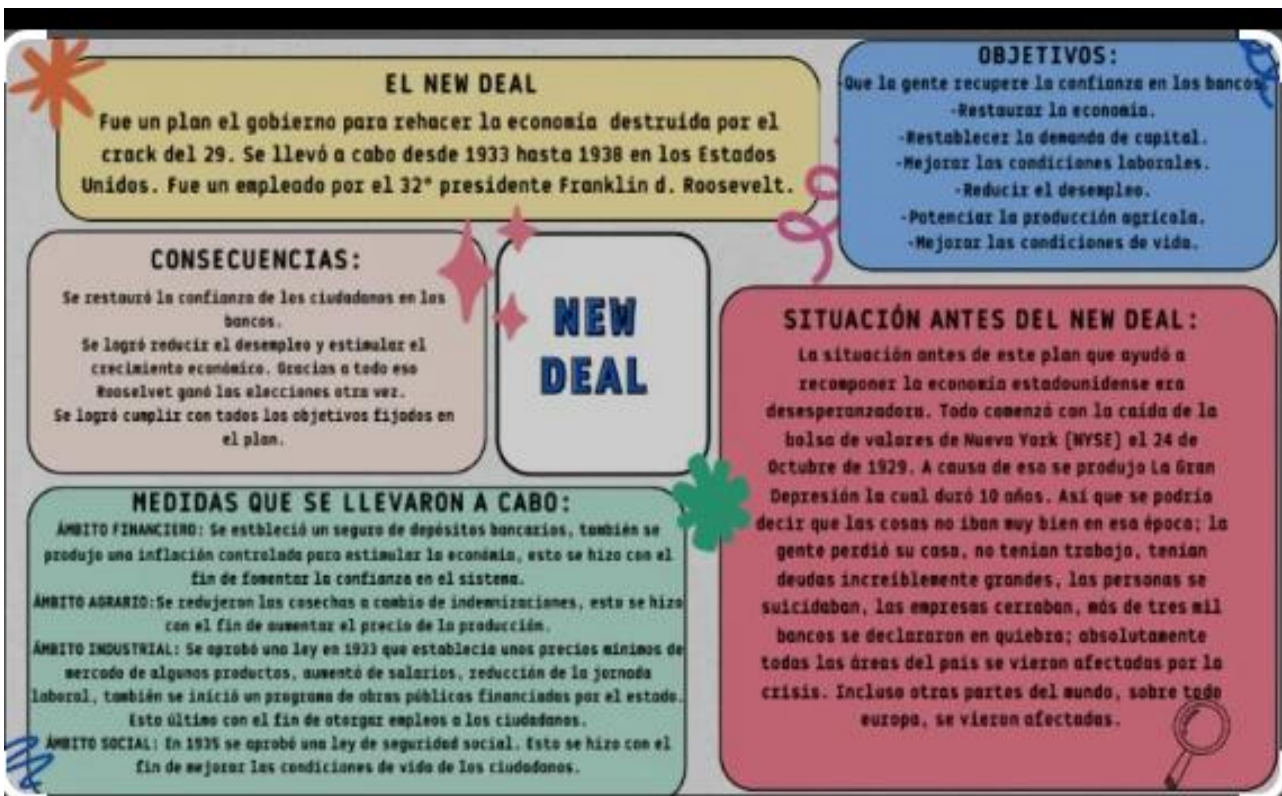 EL NEW DEAL
Fue un plan el gobierno para rehacer la economía destruida por el
crack del 29. Se llevó a cabo desde 1933 hasta 1938 en los Estados
Unidos. Fue un empleado por el 32° presidente Franklin d. Roosevelt.
OBJETIVOS:
-Que la gente recupere la confianza en los bancos
-Restaurar la economía.
-Restablecer la demanda de capital.
-Mejorar las condiciones laborales.
-Reducir el desempleo.
-Potenciar la producción agrícola.
-Mejorar las condiciones de vida.
CONSECUENCIAS:
Se restauró la confianza de los ciudadanos en los
bancos.
Se logró reducir el desempleo y estimular el
crecimiento económico. Gracias a todo eso
Rooselvet ganó las elecciones otra vez.
Se logró cumplir con todos los objetivos fijados en
el plan.
NEW
DEAL
SITUACIÓN ANTES DEL NEW DEAL:
La situación antes de este plan que ayudó a
recomponer la economía estadounidense era
desesperanzadora. Todo comenzó con la caída de la
bolsa de valores de Nueva York (NYSE) el 24 de
Octubre de 1929. A causa de eso se produjo La Gran
Depresión la cual duró 10 años. Así que se podría
decir que las cosas no iban muy bien en esa época; la
gente perdió su casa, no tenían trabajo, tenían
deudas increíblemente grandes, las personas se
suicidaban, las empresas cerraban, más de tres mil
bancos se declararon en quiebra; absolutamente
todas las áreas del país se vieron afectadas por la
crisis. Incluso otras partes del mundo, sobre todo
europa, se vieron afectadas.
MEDIDAS QUE SE LLEVARON A CABO:
ÁMBITO FINANCIERO: Se estbleció un seguro de depósitos bancarios, también se
produjo una inflación controlada para estimular la económia, esto se hizo con el
fin de fomentar la confianza en el sistema.
ÁMBITO AGRARIO:Se redujeron las cosechas a cambio de indemnizaciones, esto se hizo
con el fin de aumentar el precio de la producción.
ÁMBITO INDUSTRIAL: Se aprobó una ley en 1933 que establecía unos precios mínimos de
mercado de algunos productos, aumentó de salarios, reducción de la jornada
laboral, también se inició un programa de obras públicas financiadas por el estado.
Esto último con el fin de otorgar empleos a los ciudadanos.
ÁMBITO SOCIAL: En 1935 se aprobó una ley de seguridad social. Esto se hizo con el
fin de mejorar las condiciones de vida de los ciudadanos.